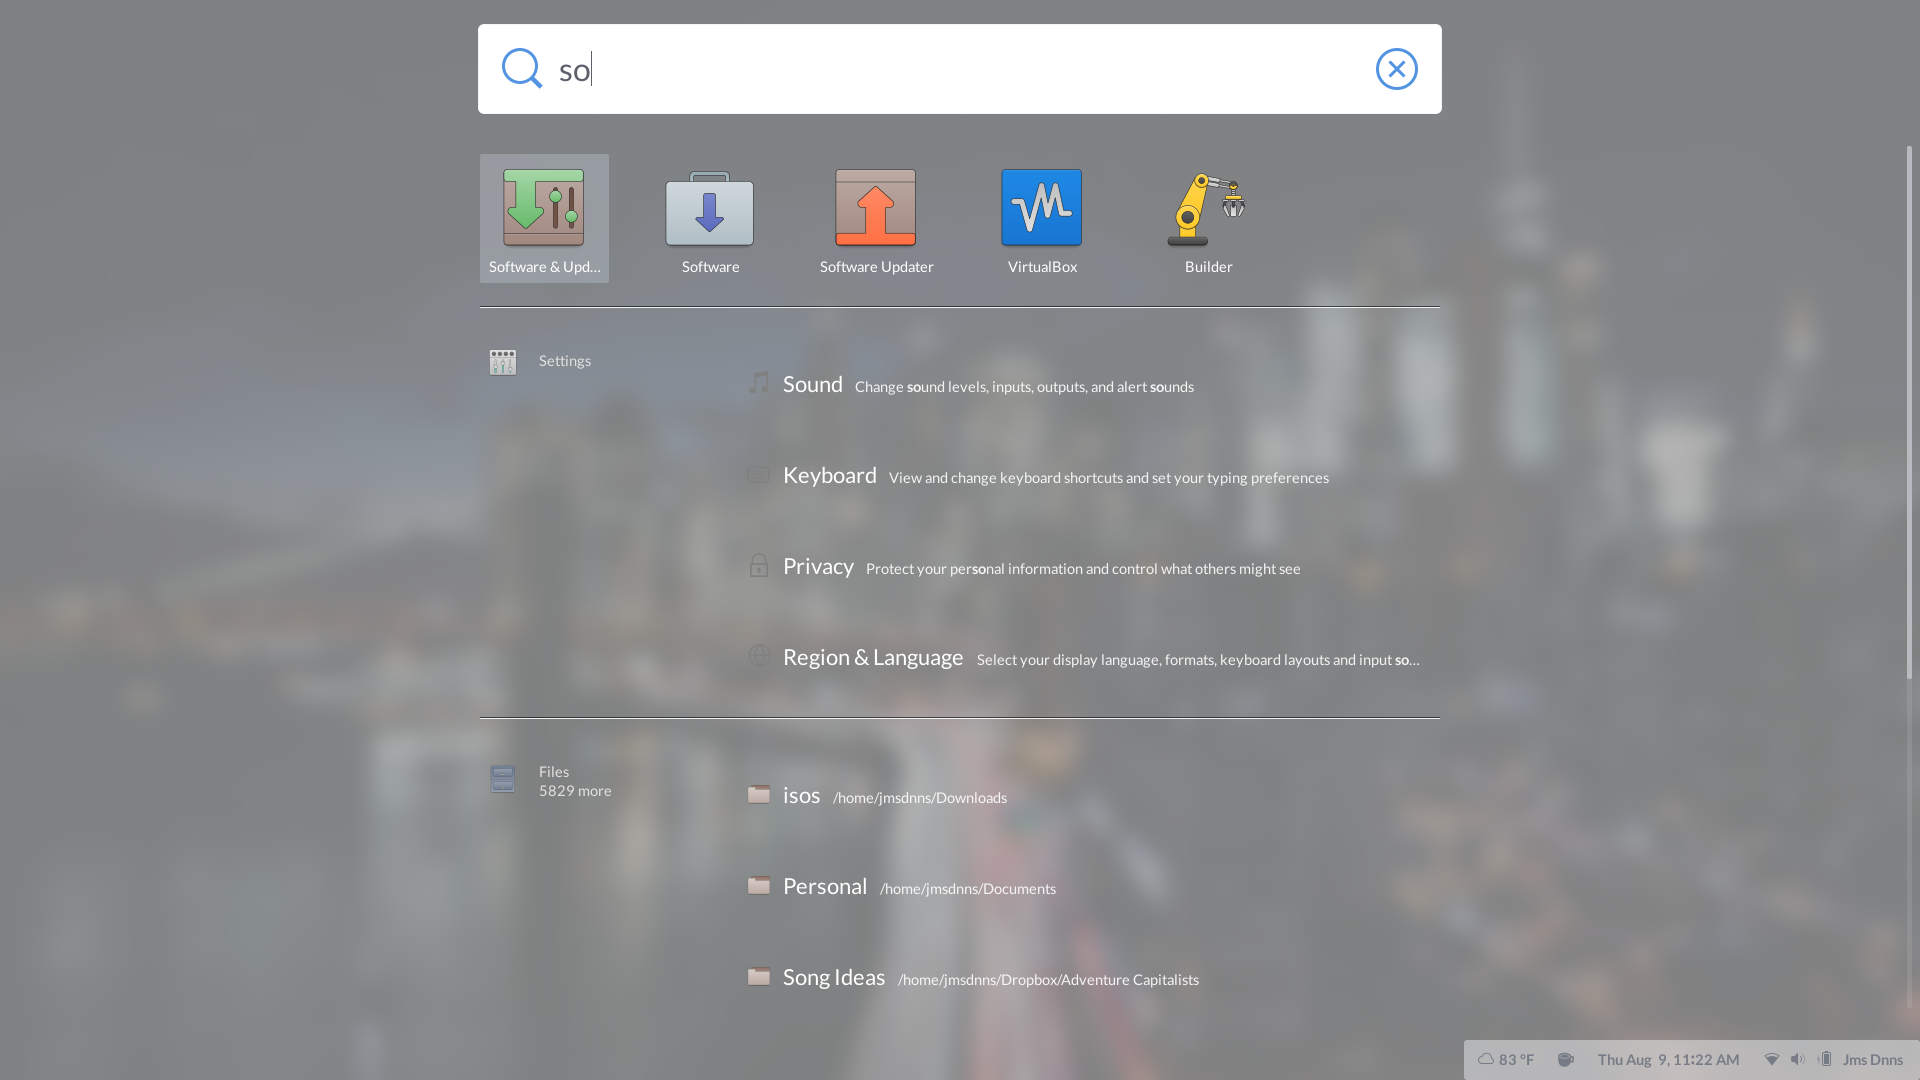 so
Software & Upd...
Software
Software Updater
VirtualBox
Builder
Settings
Sound Change sound levels, inputs, outputs, and alert sounds
Keyboard View and change keyboard shortcuts and set your typing preferences
Privacy Protect your personal information and control what others might see
Region & Language Select your display language, formats, keyboard layouts and input so...
Files
5829 more
isos /home/jmsdnns/Downloads
Personal /home/jmsdnns/Documents
Song Ideas /home/jmsdnns/Dropbox/Adventure Capitalists
83 °F Thu Aug 9, 11:22 AM Jms Dnns